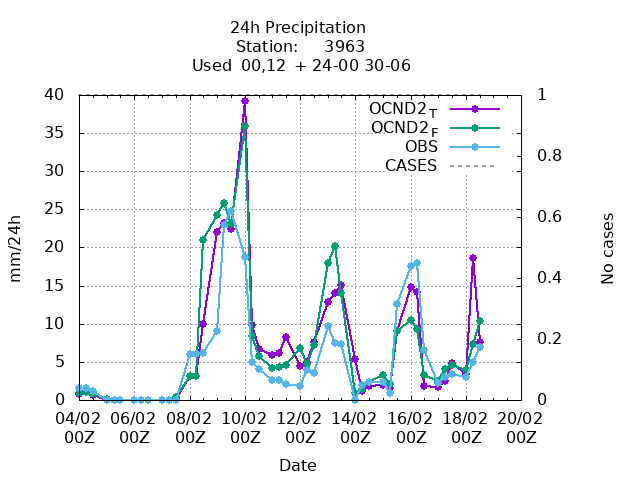 24h Precipitation
Station: 3963
Used 00,12 + 24-00 30-06
mm/24h
No cases
40
35
30
25
20
15
10
5
0
1
0.8
0.6
0.4
0.2
0
OCND2_T
OCND2_F
OBS
CASES
04/02 06/02 08/02 10/02 12/02 14/02 16/02 18/02 20/02
00Z 00Z 00Z 00Z 00Z 00Z 00Z 00Z 00Z
Date